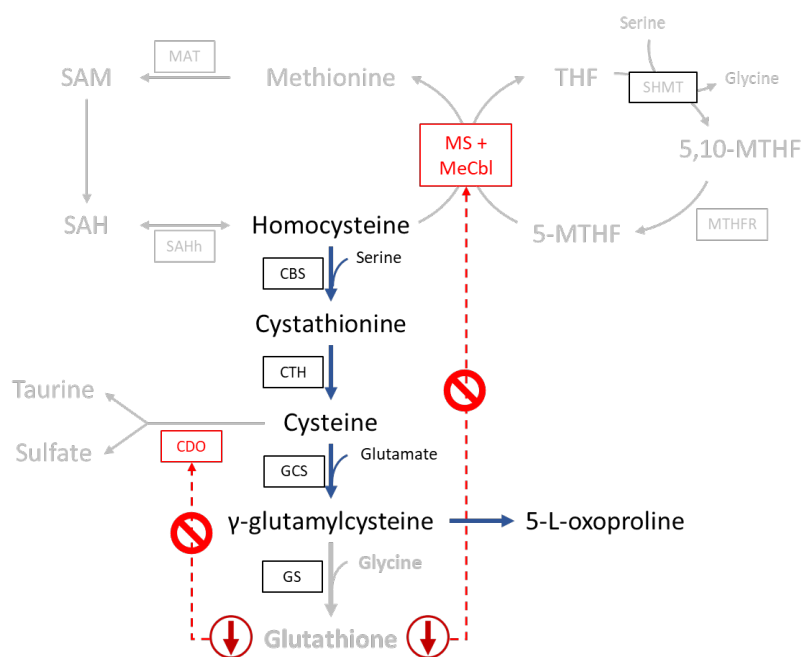 Serine
MAT
SAM
Methionine
THF
SHMT
Glycine
MS +
MeCbl
5,10-MTHF
SAH
SAHh
Homocysteine
5-MTHF
MTHFR
CBS
Serine
Cystathionine
CTH
Taurine
Cysteine
Sulfate
CDO
GCS
Glutamate
γ-glutamylcysteine
5-L-oxoproline
GS
Glycine
Glutathione